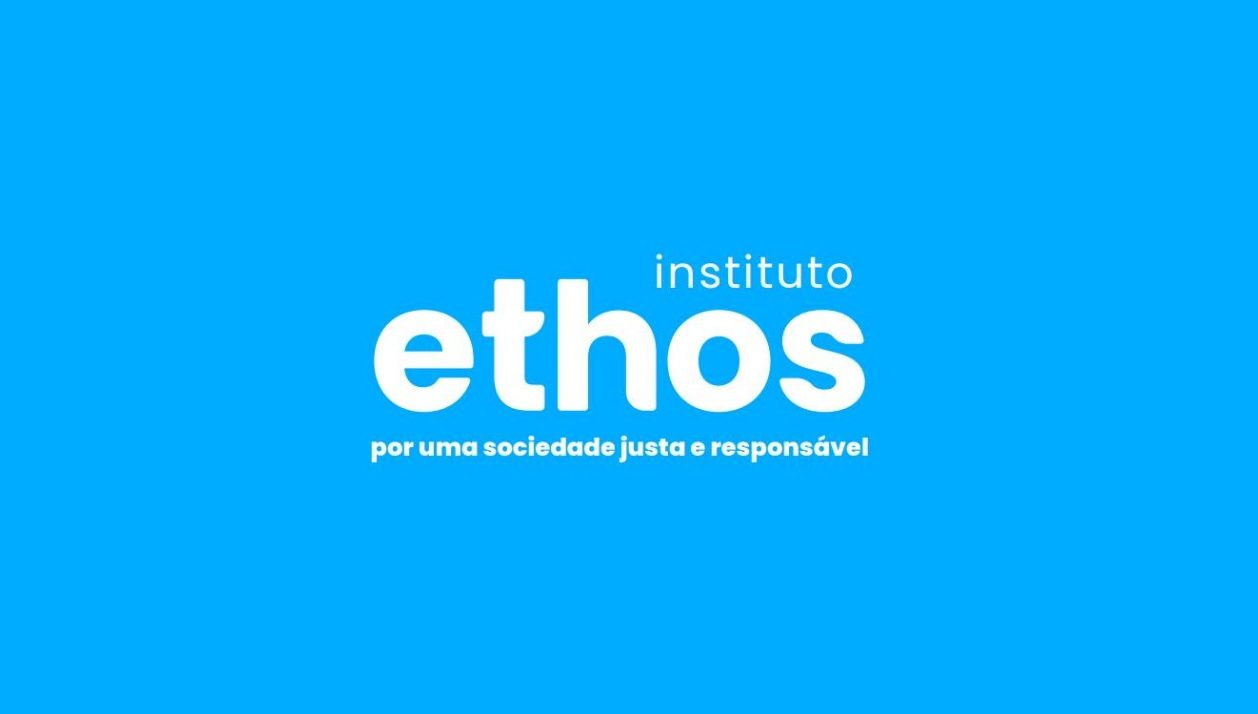 instituto
ethos
por uma sociedade justa e responsável